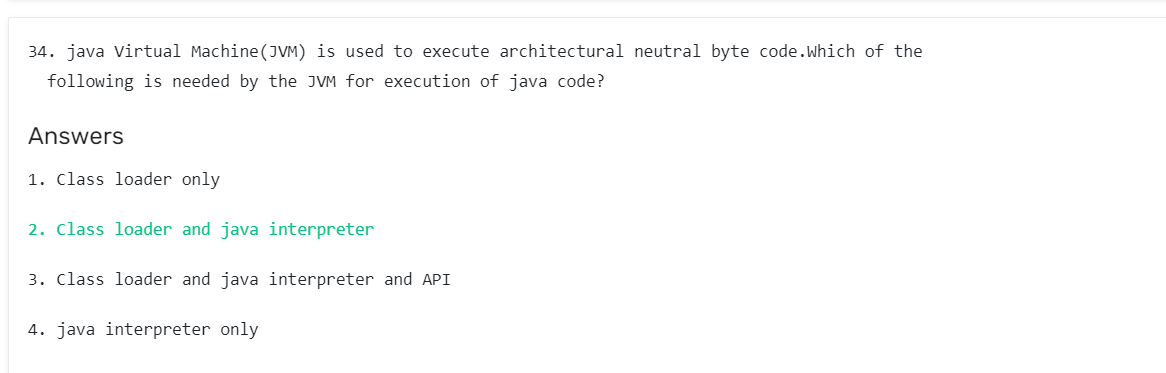 34. java Virtual Machine(JVM) is used to execute architectural neutral byte code.Which of the
following is needed by the JVM for execution of java code?
Answers
1. Class loader only
2. Class loader and java interpreter
3. Class loader and java interpreter and API
4. java interpreter only